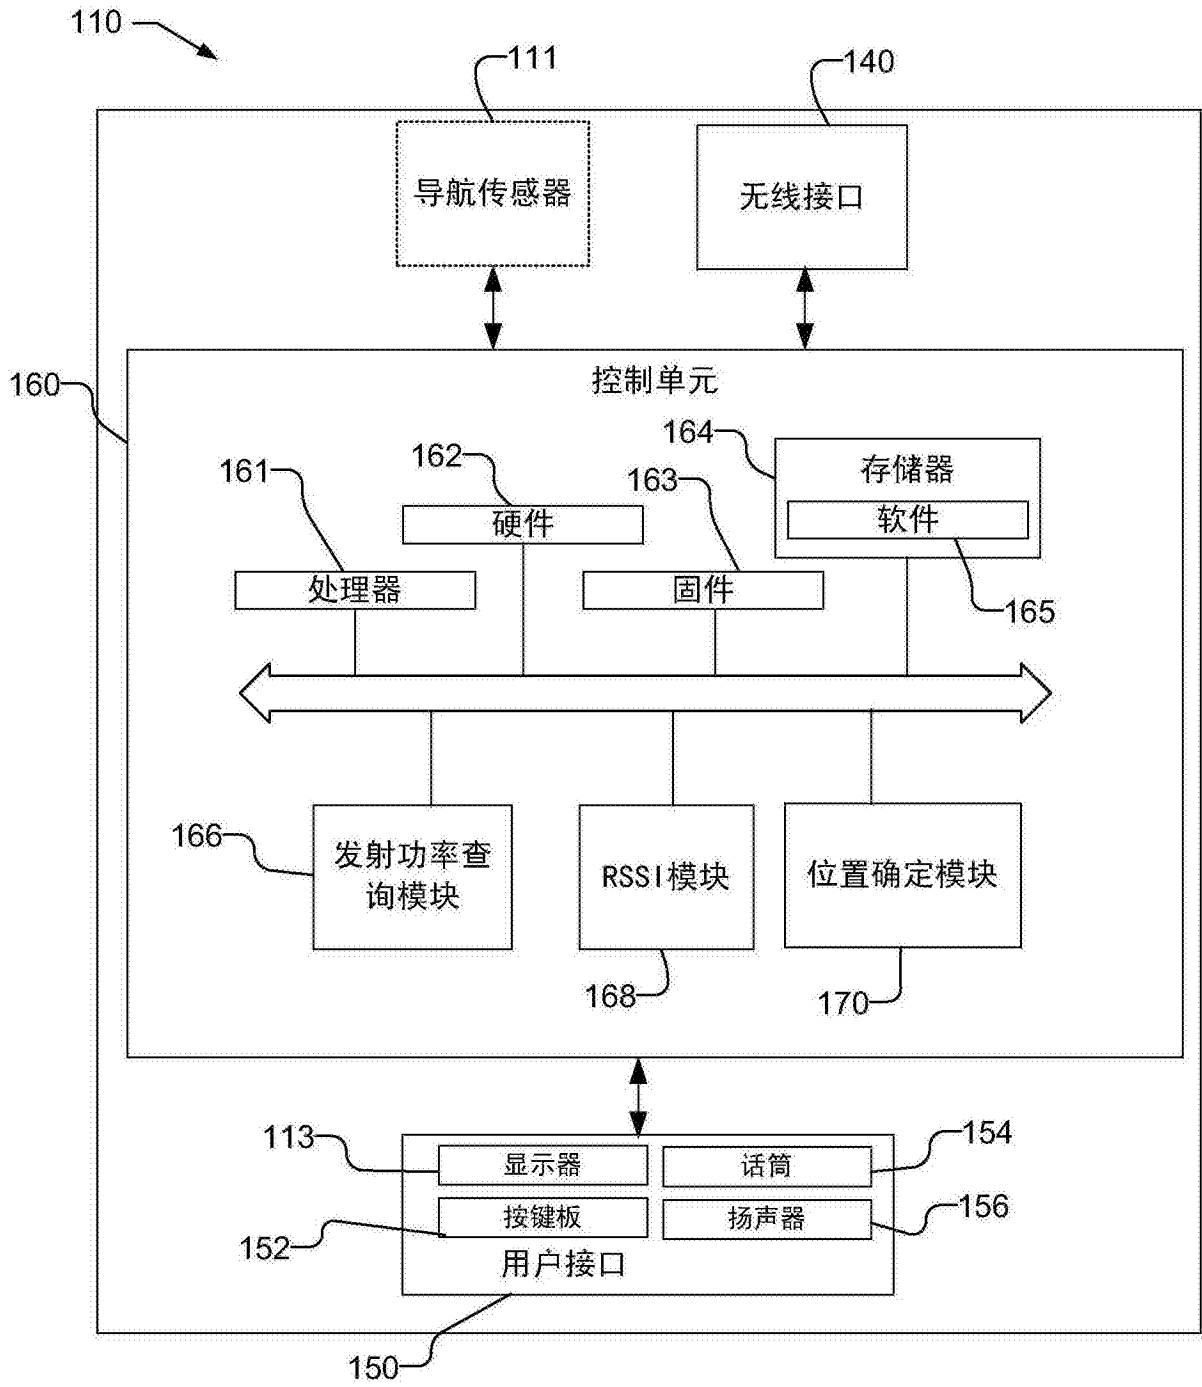 110
111
140
导航传感器
无线接口
160
控制单元
164
162
161
163
存储器
硬件
软件
处理器
固件
165
166
发射功率查
询模块
RSSI模块
位置确定模块
168
170
113
显示器
话筒
154
152
按键板
扬声器
156
用户接口
150